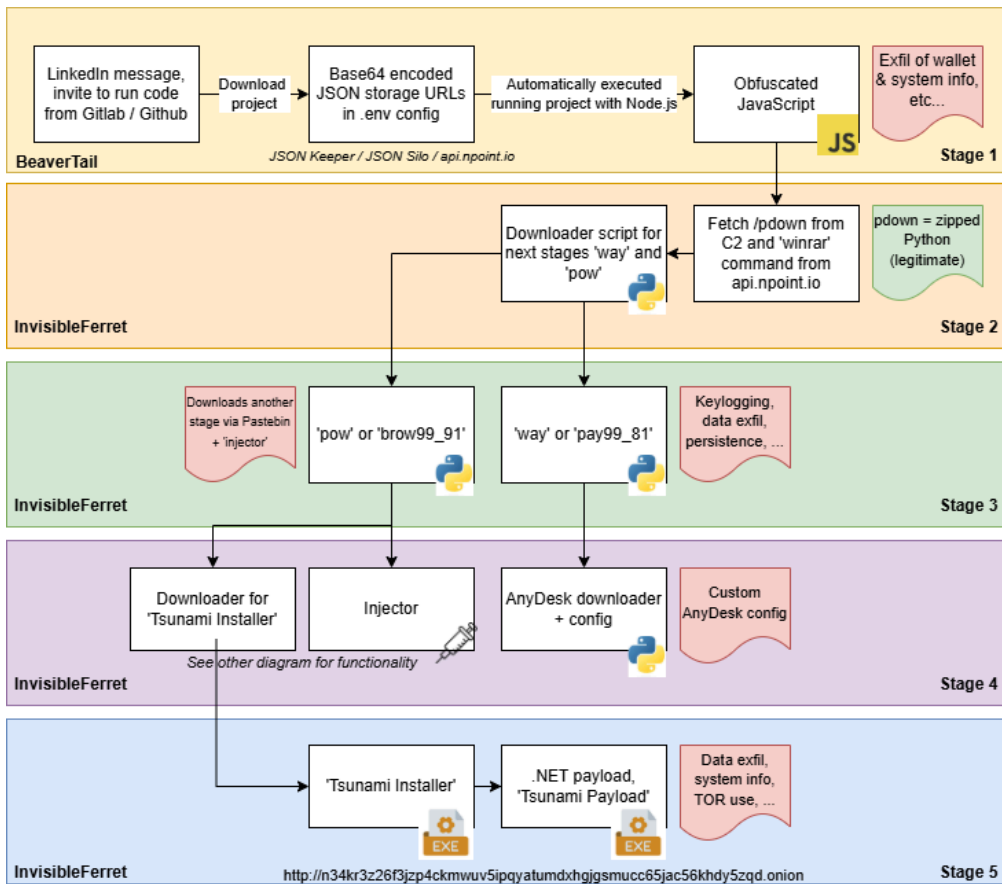 LinkedIn message,
invite to run code
from Gitlab / Github
Download
project
Base64 encoded
JSON storage URLs
in .env config
Automatically executed
running project with Node.js
Obfuscated
JavaScript
JS
Exfil of wallet
& system info,
etc...
JSON Keeper / JSON Silo / api.npoint.io
BeaverTail
Stage 1
Downloader script for
next stages 'way' and
'pow'
Fetch /pdown from
C2 and 'winrar'
command from
api.npoint.io
pdown = zipped
Python
(legitimate)
InvisibleFerret
Stage 2
Downloads another
stage via Pastebin
+ 'injector'
'pow' or 'brow99_91'
'way' or 'pay99_81'
Keylogging,
data exfil,
persistence, ...
InvisibleFerret
Stage 3
Downloader for
'Tsunami Installer'
Injector
AnyDesk downloader
+ config
Custom
AnyDesk config
See other diagram for functionality
InvisibleFerret
Stage 4
'Tsunami Installer'
EXE
.NET payload,
'Tsunami Payload'
EXE
Data exfil,
system info,
TOR use, ...
http://n34kr3z26f3jzp4ckmwuv5ipqyatumdxhgjgsmucc65jac56khdy5zqd.onion
InvisibleFerret
Stage 5